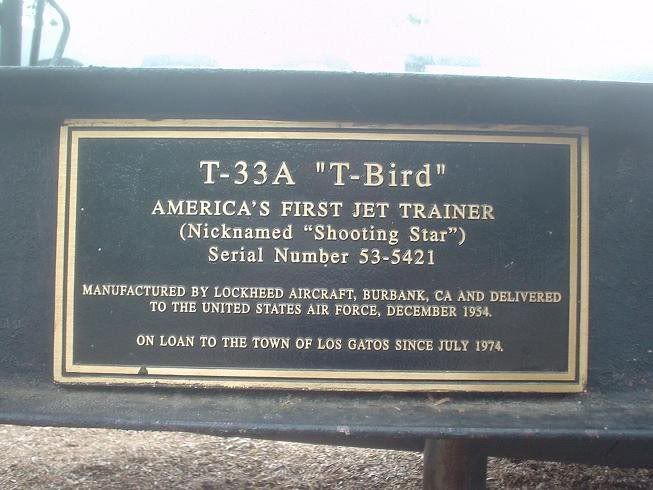 T-33A "T-Bird"
AMERICA'S FIRST JET TRAINER
(Nicknamed “Shooting Star”)
Serial Number 53-5421
MANUFACTURED BY LOCKHEED AIRCRAFT, BURBANK, CA AND DELIVERED
TO THE UNITED STATES AIR FORCE, DECEMBER 1954.
ON LOAN TO THE TOWN OF LOS GATOS SINCE JULY 1974.